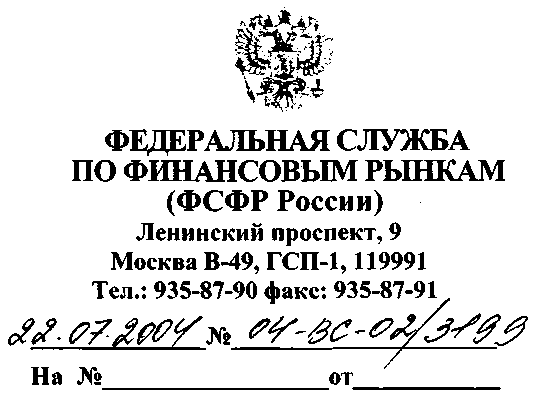 ФЕДЕРАЛЬНАЯ СЛУЖБА
ПО ФИНАНСОВЫМ РЫНКАМ
(ФСФР России)
Ленинский проспект, 9
Москва В-49, ГСП-1, 119991
Тел.: 935-87-90 факс: 935-87-91
22.07.2004 № 04-ВС-02/3199
На № от